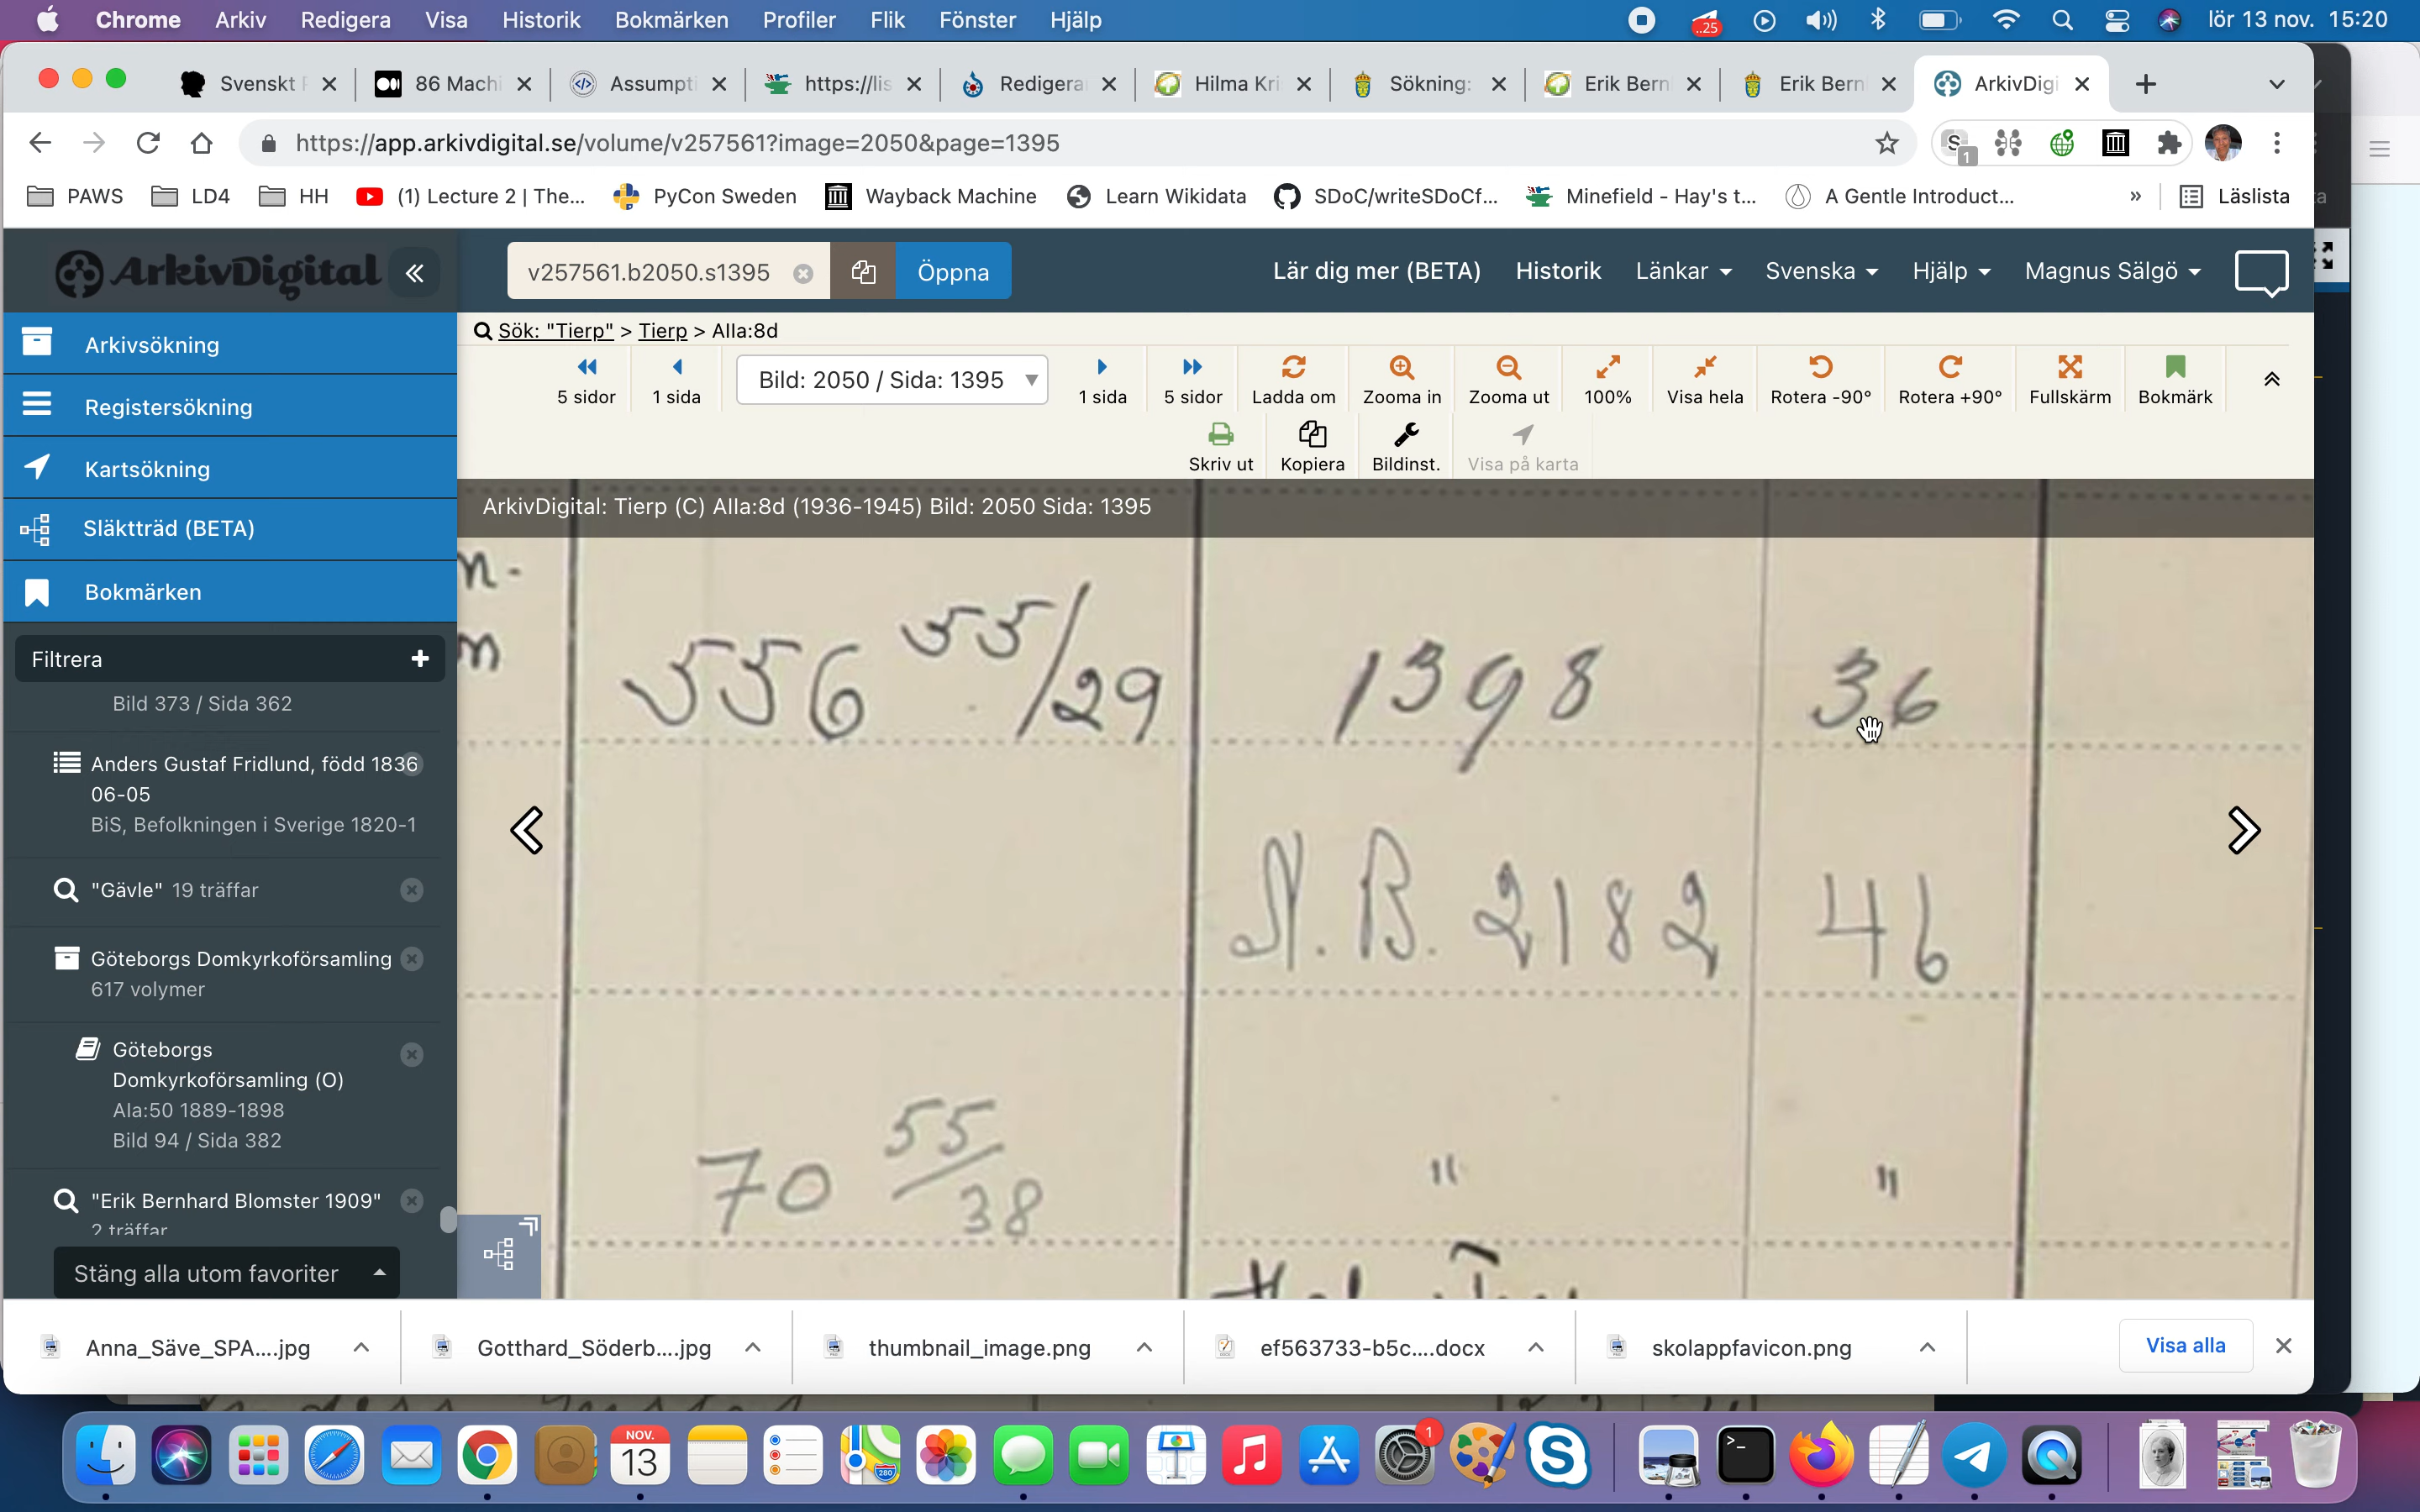 Chrome Arkiv Redigera Visa Historik Bokmärken Profiler Flik Fönster Hjälp ..25 lör 13 nov. 15:20
Svenskt 86 Machi Assumpti https://lis Redigera Hilma Kri Sökning: Erik Bern Erik Bern ArkivDigi
https://app.arkivdigital.se/volume/v257561?image=2050&page=1395 S 1
PAWS LD4 HH (1) Lecture 2 | The... PyCon Sweden Wayback Machine Learn Wikidata SDoC/writeSDoCf... Minefield - Hay's t... A Gentle Introduct... » Läslista
ArkivDigital « v257561.b2050.s1395 Öppna Lär dig mer (BETA) Historik Länkar Svenska Hjälp Magnus Sälgö
Sök: "Tierp" > Tierp > Alla:8d
Bild: 2050 / Sida: 1395
5 sidor 1 sida 1 sida 5 sidor Ladda om Zooma in Zooma ut 100% Visa hela Rotera -90° Rotera +90° Fullskärm Bokmärk
Skriv ut Kopiera Bildinst. Visa på karta
Arkivsökning
Registersökning
Kartsökning
Släktträd (BETA)
Bokmärken
Filtrera +
Bild 373 / Sida 362
Anders Gustaf Fridlund, född 1836
06-05
BiS, Befolkningen i Sverige 1820-1
"Gävle" 19 träffar
Göteborgs Domkyrkoförsamling
617 volymer
Göteborgs
Domkyrkoförsamling (O)
AIa:50 1889-1898
Bild 94 / Sida 382
"Erik Bernhard Blomster 1909"
2 träffar
Stäng alla utom favoriter
ArkivDigital: Tierp (C) Alla:8d (1936-1945) Bild: 2050 Sida: 1395
n.
n
556 55/29 1398 36
N.B. 2182 46
70 55/38 " "
Anna_Säve_SPA....jpg Gotthard_Söderb....jpg thumbnail_image.png ef563733-b5c....docx skolappfavicon.png Visa alla
NOV.
13
280
1